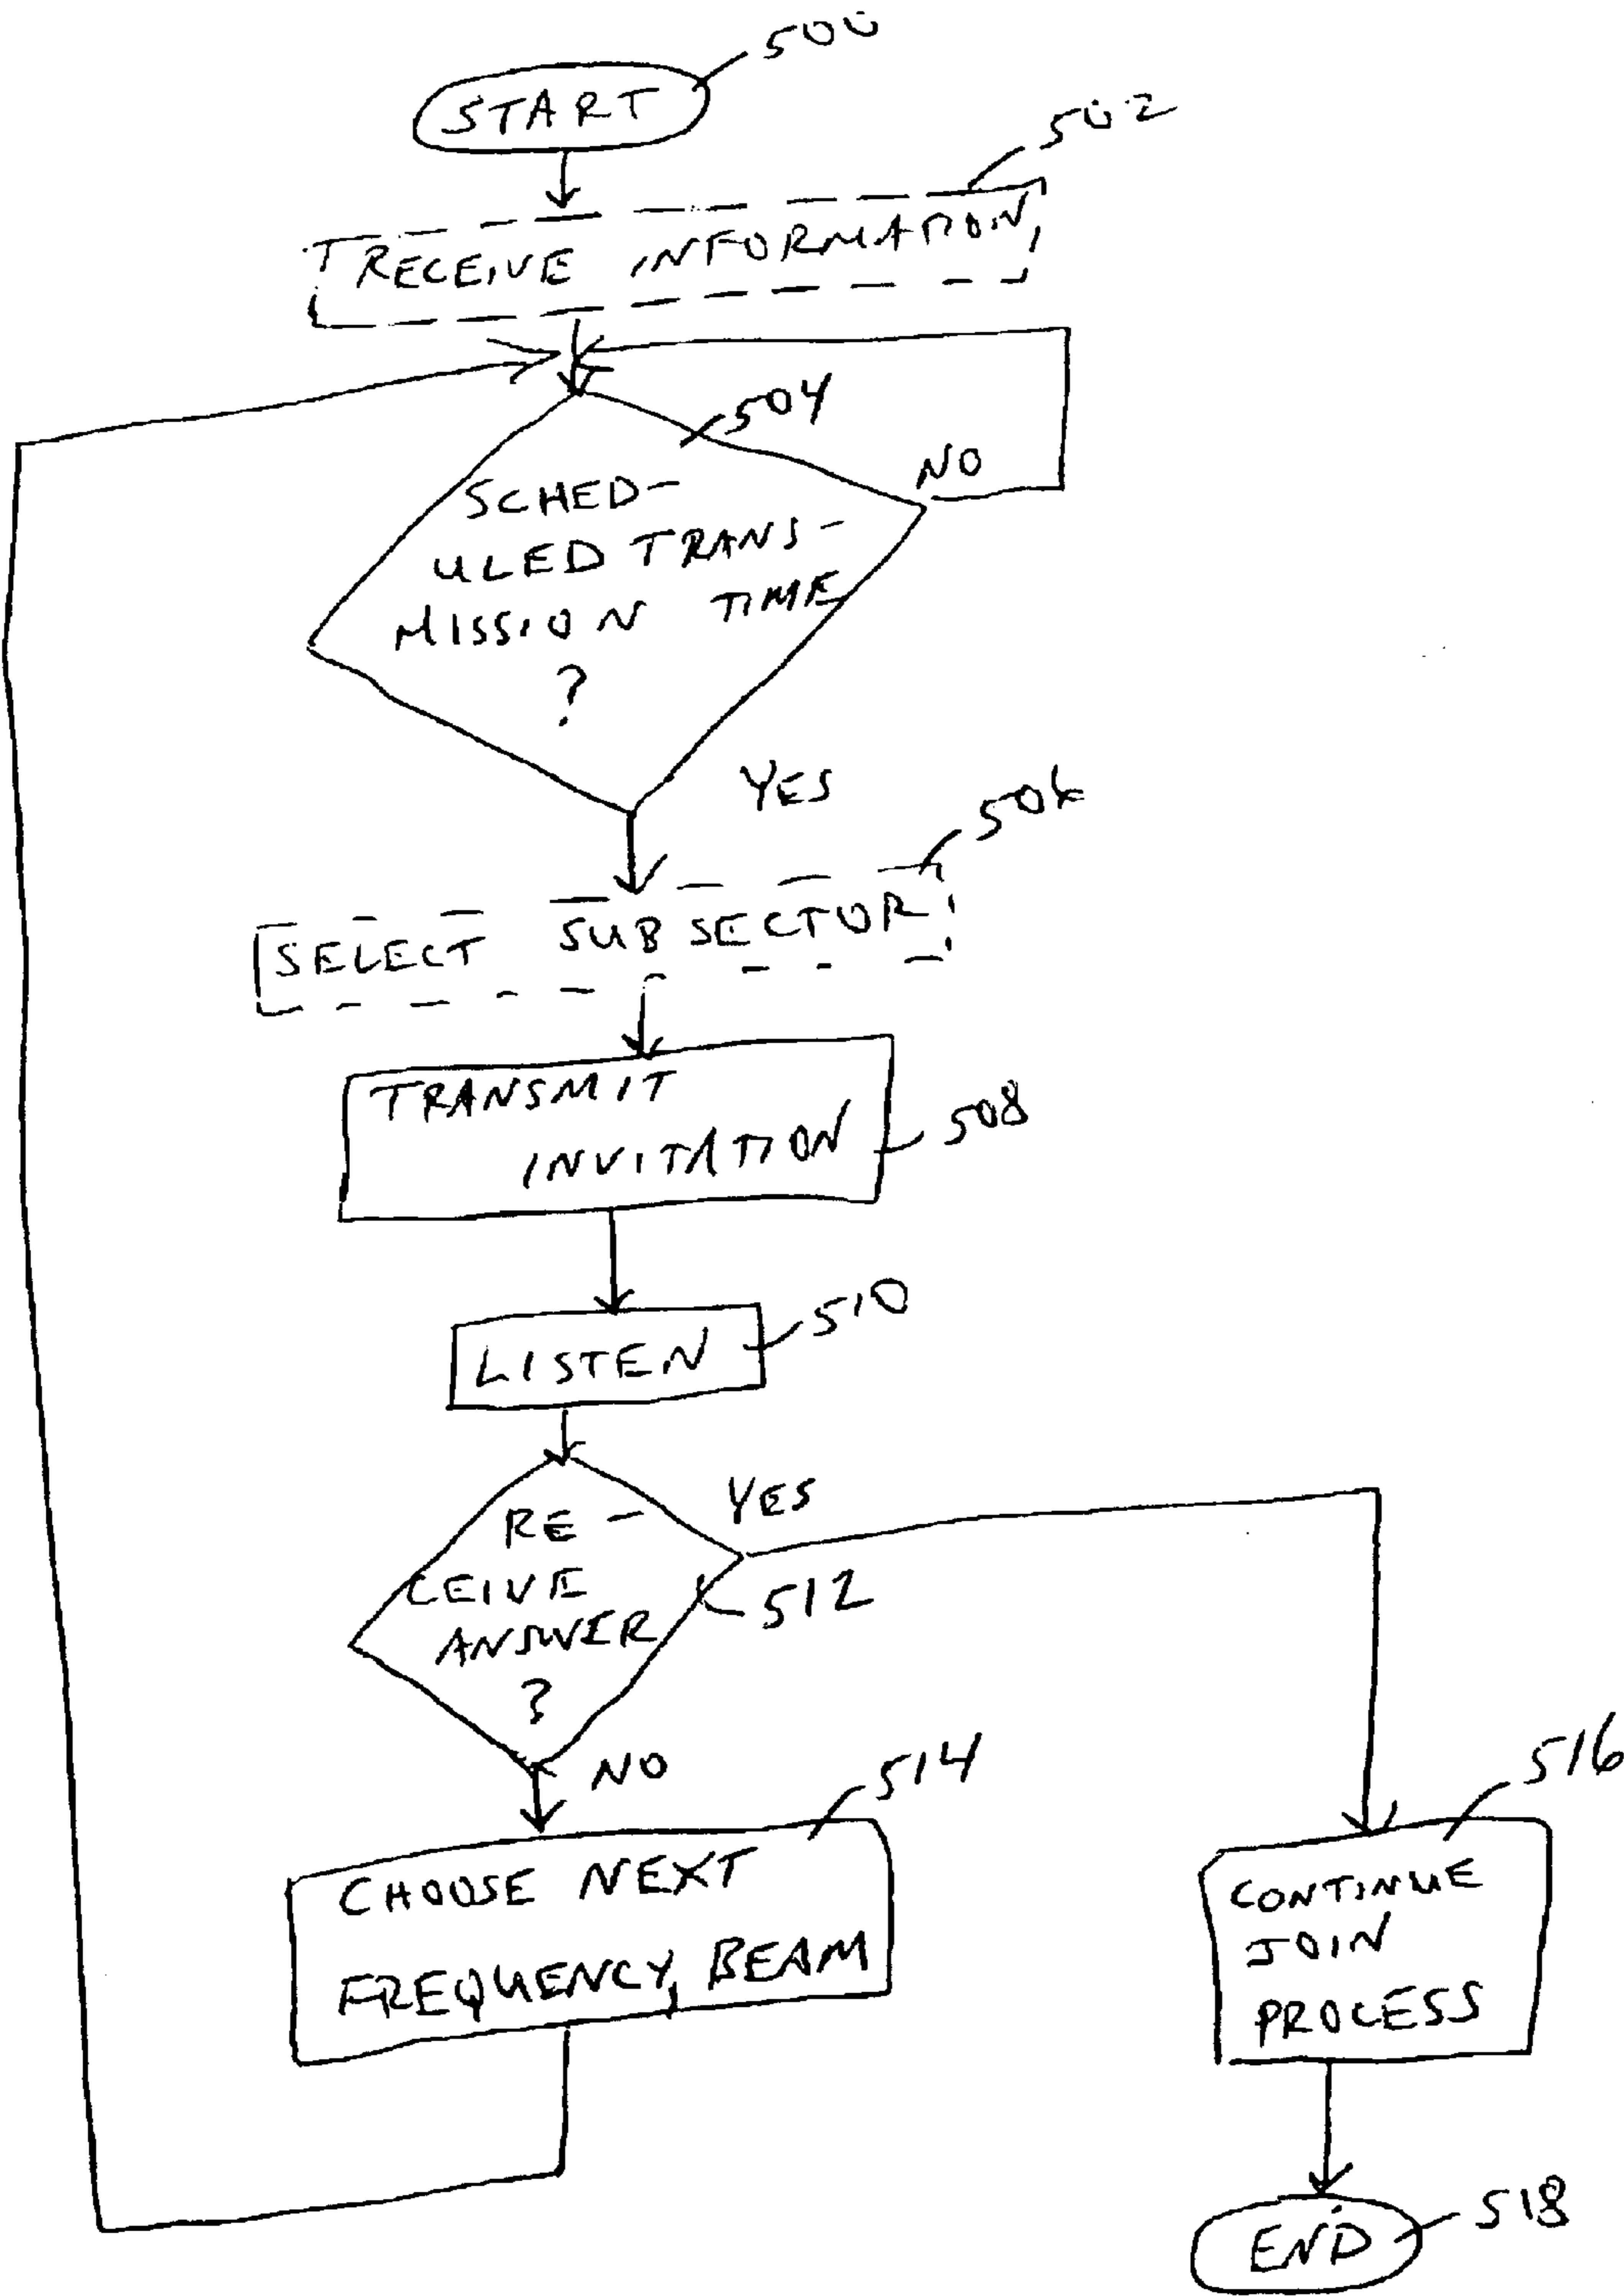 500
START
502
RECEIVE INFORMATION
504
NO
SCHED-
ULED TRANS-
MISSION TIME
?
YES
506
SELECT SUBSECTOR
TRANSMIT
INVITATION
508
510
LISTEN
YES
RE-
CEIVE
ANSWER
?
512
NO
514
CHOOSE NEXT
FREQUENCY, BEAM
516
CONTINUE
JOIN
PROCESS
518
END